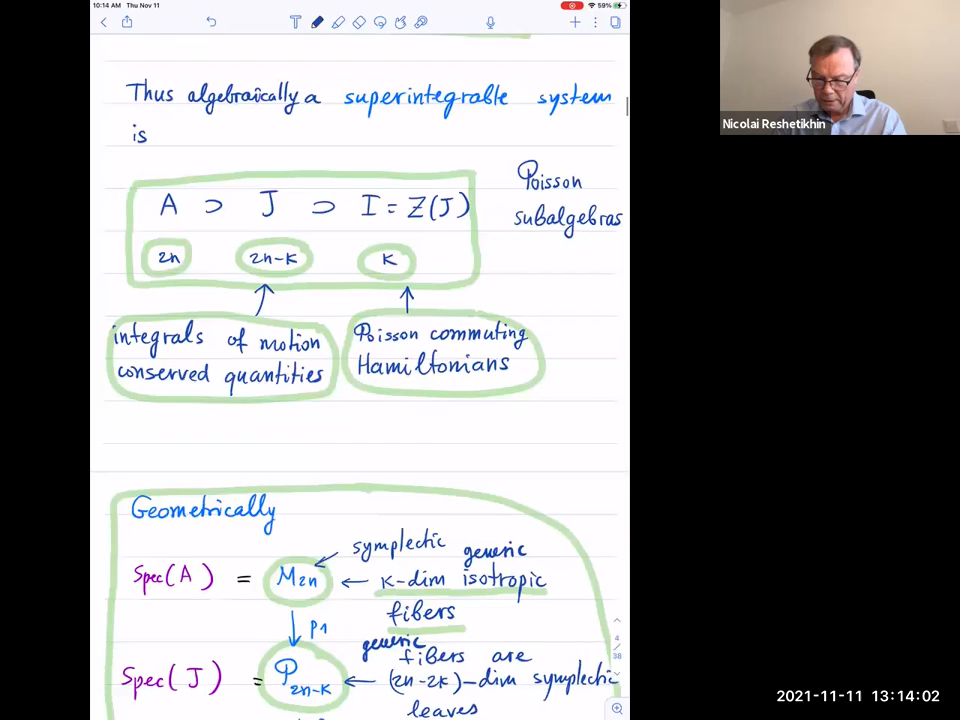 10:14 AM Thu Nov 11
59%
Thus algebraically a superintegrable system
is
A ⊃ J ⊃ I = Z(J)
Poisson
subalgebras
2n 2n-k k
integrals of motion
conserved quantities
Poisson commuting
Hamiltonians
Geometrically
symplectic
generic
Spec(A) = M2n ← k-dim isotropic
fibers
p1
generic
fibers are
Spec(J) = P2n-k ← (2n-2k)-dim symplectic
leaves
4
/
38
Nicolai Reshetikhin
2021-11-11 13:14:02